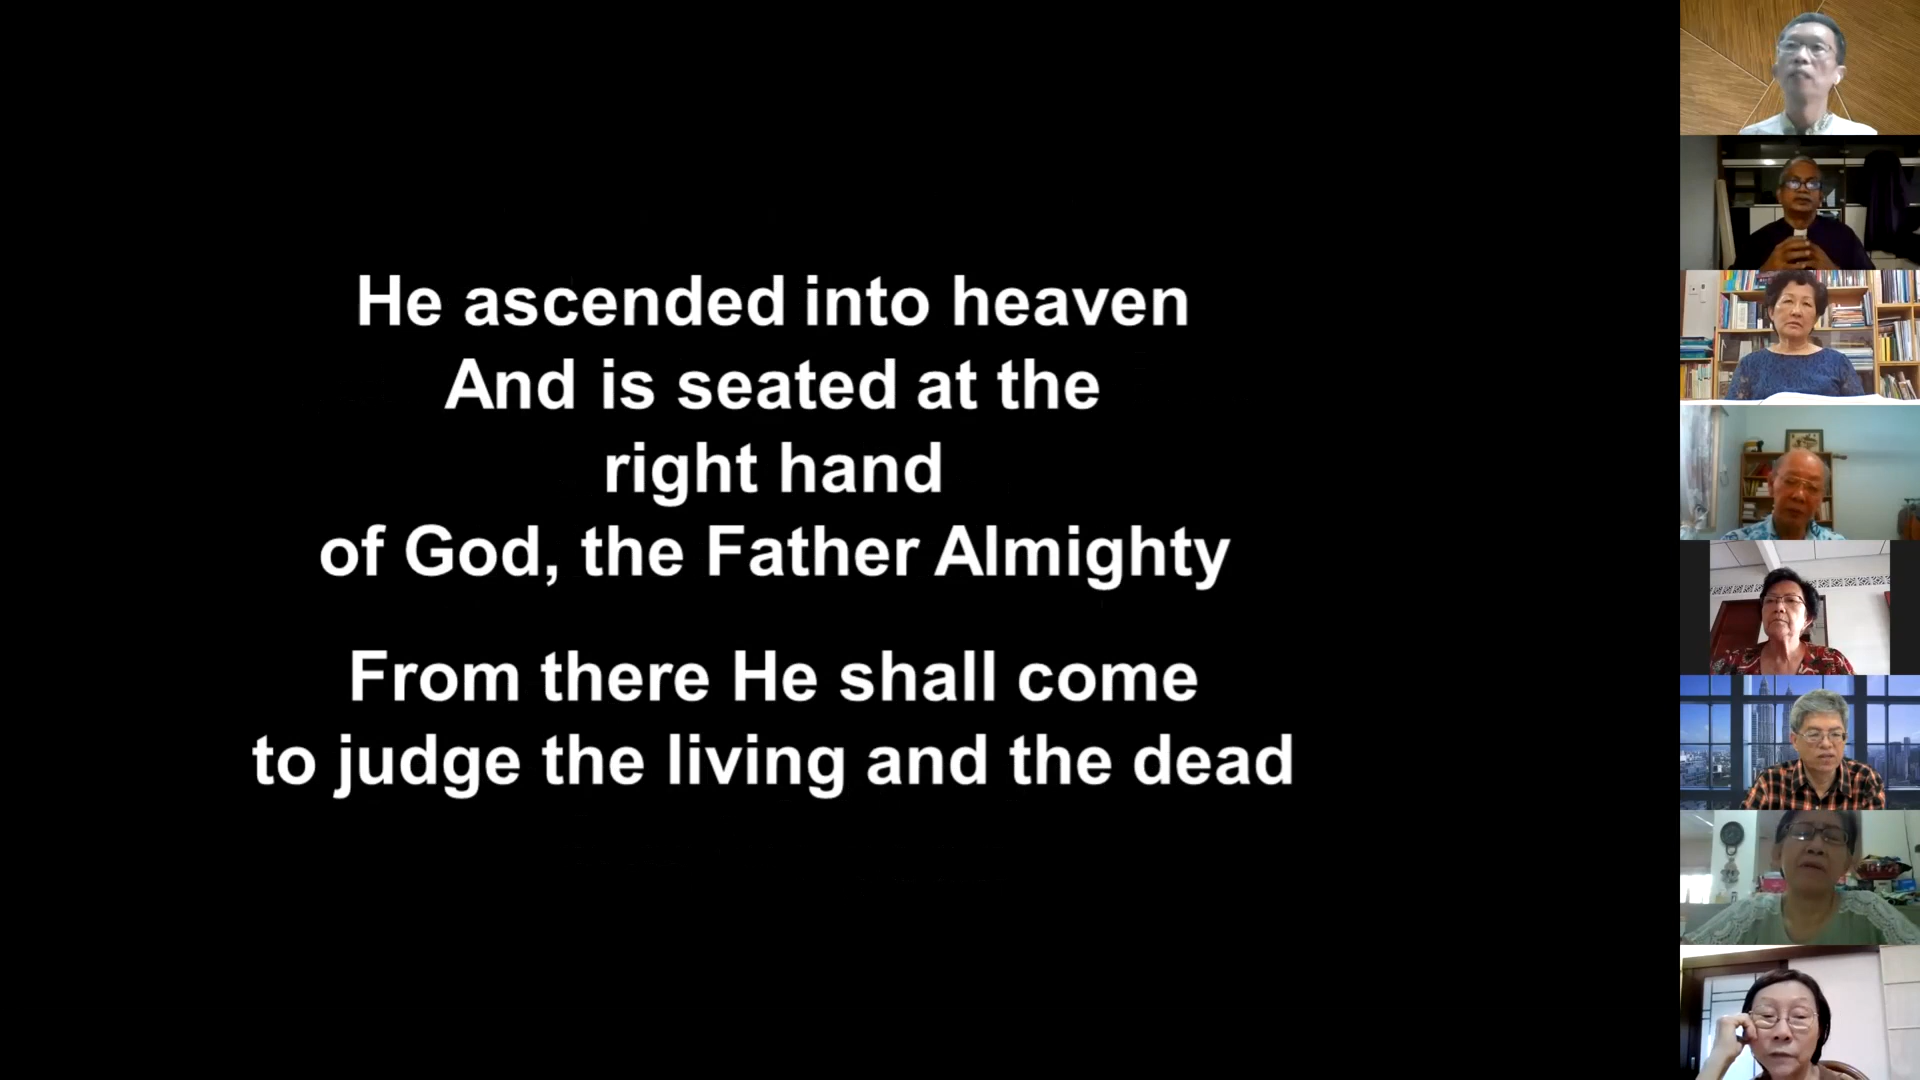 He ascended into heaven
And is seated at the
right hand
of God, the Father Almighty
From there He shall come
to judge the living and the dead